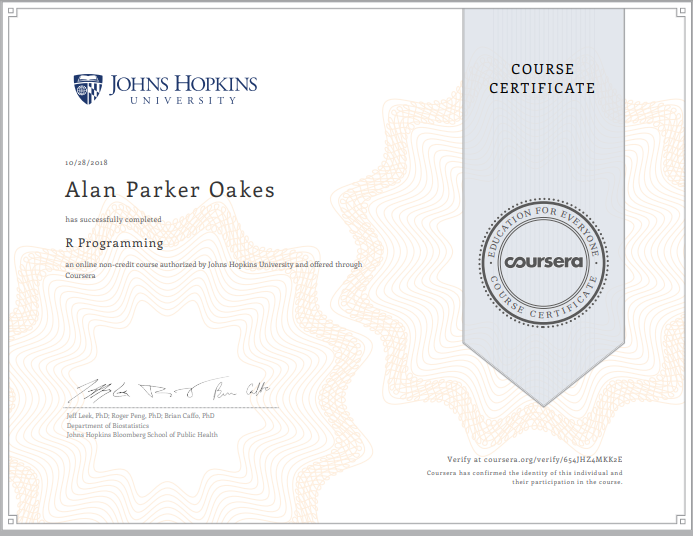 JOHNS HOPKINS
UNIVERSITY
COURSE
CERTIFICATE
10/28/2018
Alan Parker Oakes
has successfully completed
R Programming
an online non-credit course authorized by Johns Hopkins University and offered through
Coursera
EDUCATION FOR EVERYONE
coursera
COURSE CERTIFICATE
Jeff Leek, PhD; Roger Peng, PhD; Brian Caffo, PhD
Department of Biostatistics
Johns Hopkins Bloomberg School of Public Health
Verify at coursera.org/verify/654JHZ4MKK2E
Coursera has confirmed the identity of this individual and
their participation in the course.